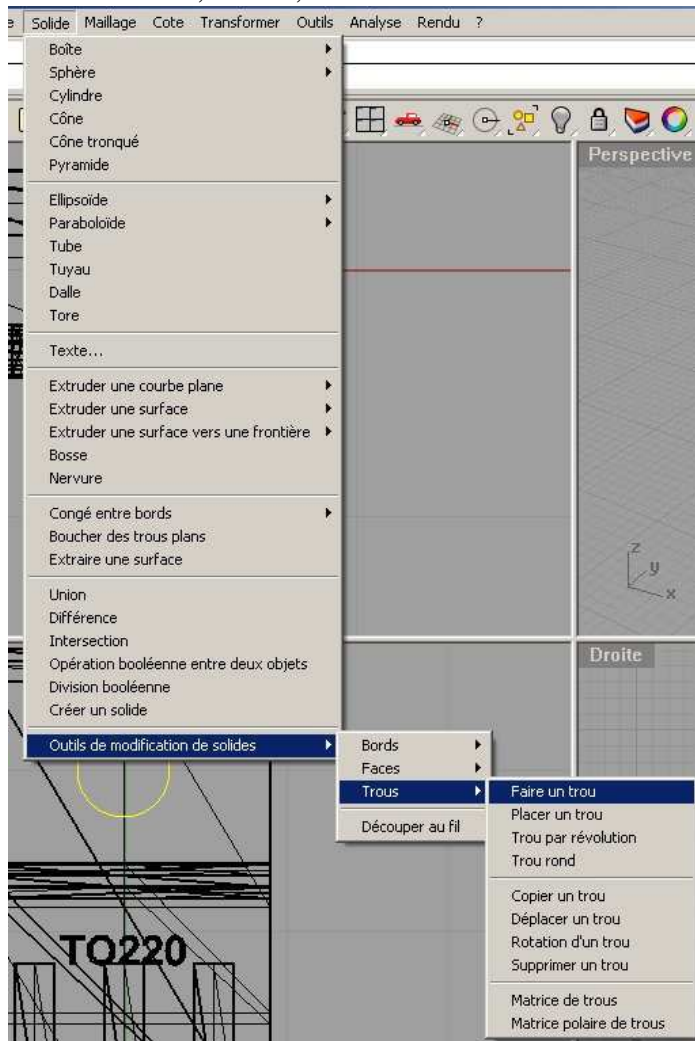 Solide Maillage Cote Transformer Outils Analyse Rendu ?
Boîte
Sphère
Cylindre
Cône
Cône tronqué
Pyramide
Ellipsoïde
Paraboloïde
Tube
Tuyau
Dalle
Tore
Texte...
Extruder une courbe plane
Extruder une surface
Extruder une surface vers une frontière
Bosse
Nervure
Congé entre bords
Boucher des trous plans
Extraire une surface
Union
Différence
Intersection
Opération booléenne entre deux objets
Division booléenne
Créer un solide
Outils de modification de solides
Bords
Faces
Trous
Découper au fil
Faire un trou
Placer un trou
Trou par révolution
Trou rond
Copier un trou
Déplacer un trou
Rotation d'un trou
Supprimer un trou
Matrice de trous
Matrice polaire de trous
Perspective
z
y
x
Droite
TO220